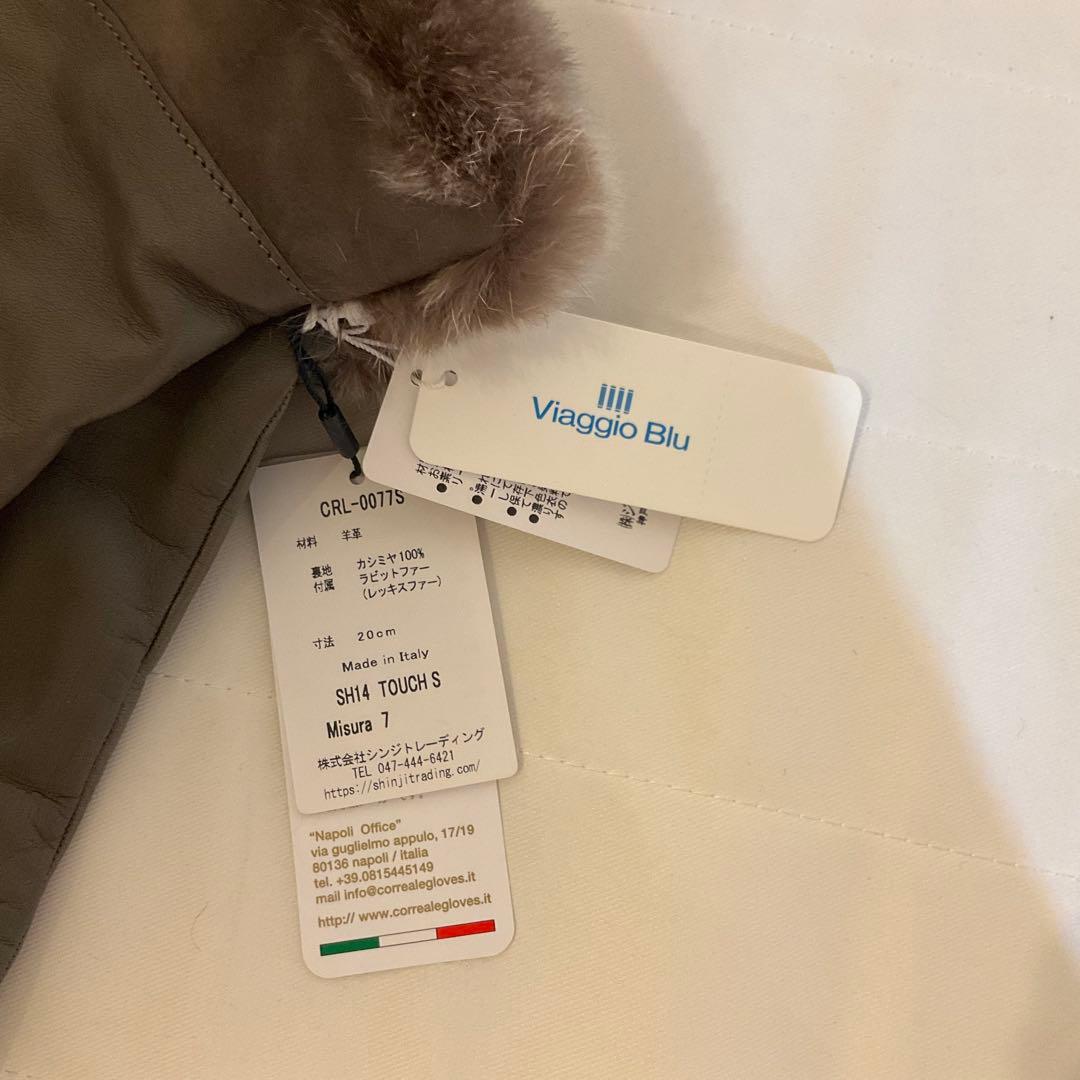 Viaggio Blu
CRL-0077S
材料 羊革
裏地 カシミヤ100%
付属 ラビットファー
(レッキスファー)
寸法 20cm
Made in Italy
SH14 TOUCH S
Misura 7
株式会社シンジトレーディング
TEL 047-444-6421
https://shinjitrading.com/
"Napoli Office"
via guglielmo appulo, 17/19
80136 napoli / italia
tel. +39.0815445149
mail info@correalegloves.it
http:// www.correalegloves.it